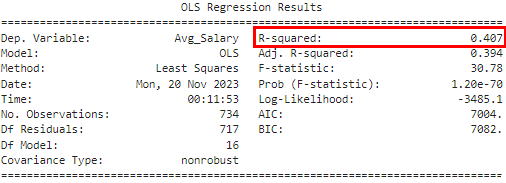 OLS Regression Results
==============================================================================
Dep. Variable: Avg_Salary R-squared: 0.407
Model: OLS Adj. R-squared: 0.394
Method: Least Squares F-statistic: 30.78
Date: Mon, 20 Nov 2023 Prob (F-statistic): 1.20e-70
Time: 00:11:53 Log-Likelihood: -3485.1
No. Observations: 734 AIC: 7004.
Df Residuals: 717 BIC: 7082.
Df Model: 16
Covariance Type: nonrobust
==============================================================================